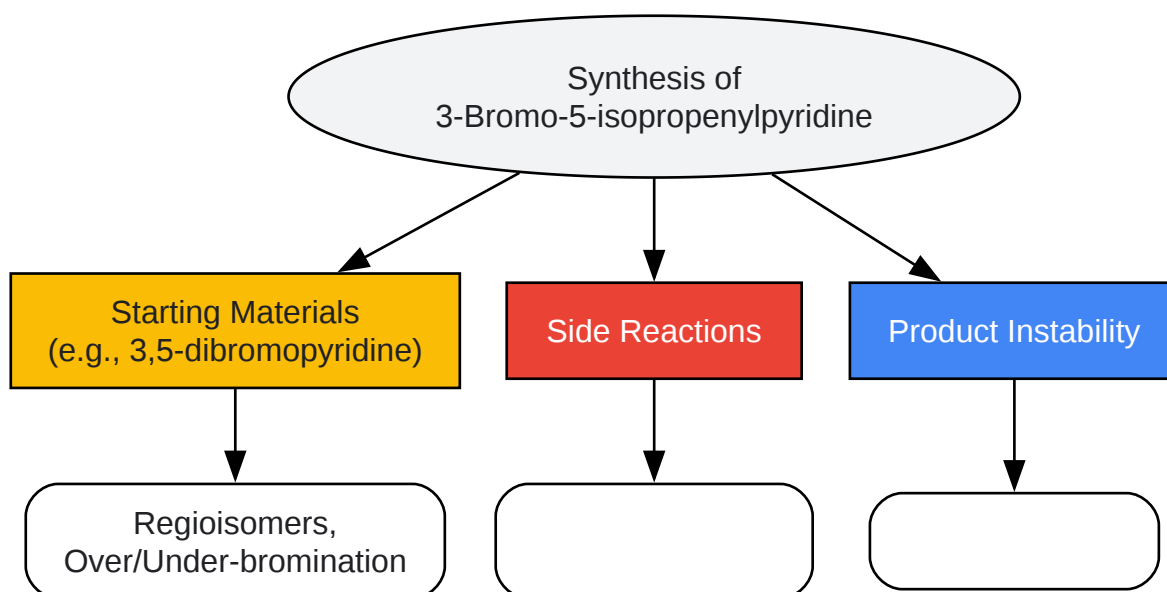 Synthesis of
3-Bromo-5-isopropenylpyridine
Starting Materials
(e.g., 3,5-dibromopyridine)
Side Reactions
Product Instability
Regioisomers,
Over/Under-bromination